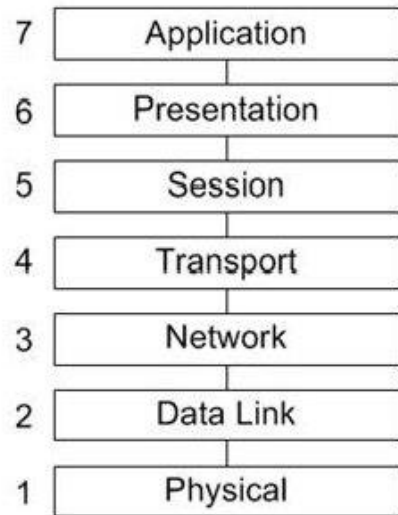 7 Application
6 Presentation
5 Session
4 Transport
3 Network
2 Data Link
1 Physical